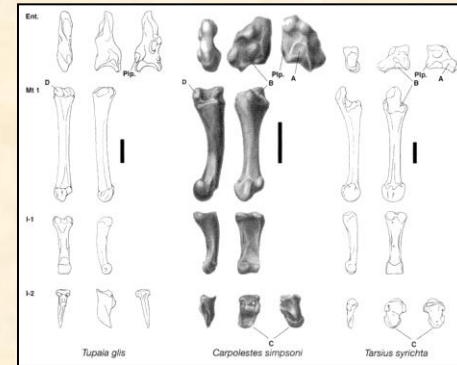 Ent.
Plp.
Plp.
Plp.
B
A
B
A
Mt 1
D
D
I-1
I-2
C
C
Tupaia glis
Carpolestes simpsoni
Tarsius syrichta